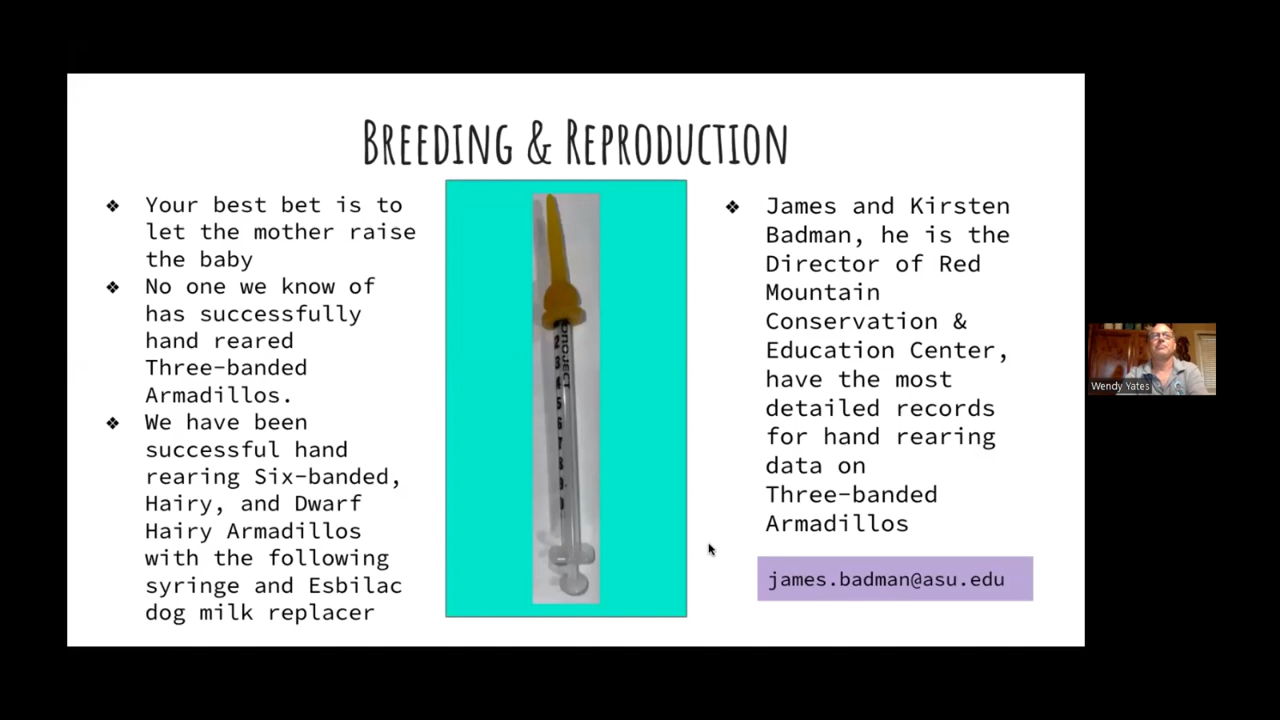 BREEDING & REPRODUCTION
❖ Your best bet is to
let the mother raise
the baby
❖ No one we know of
has successfully
hand reared
Three-banded
Armadillos.
❖ We have been
successful hand
rearing Six-banded,
Hairy, and Dwarf
Hairy Armadillos
with the following
syringe and Esbilac
dog milk replacer
❖ James and Kirsten
Badman, he is the
Director of Red
Mountain
Conservation &
Education Center,
have the most
detailed records
for hand rearing
data on
Three-banded
Armadillos
james.badman@asu.edu
Wendy Yates